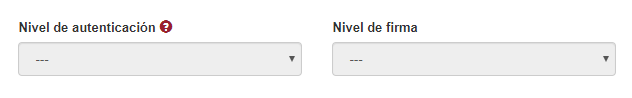 Nivel de autenticación ?
Nivel de firma
---
---